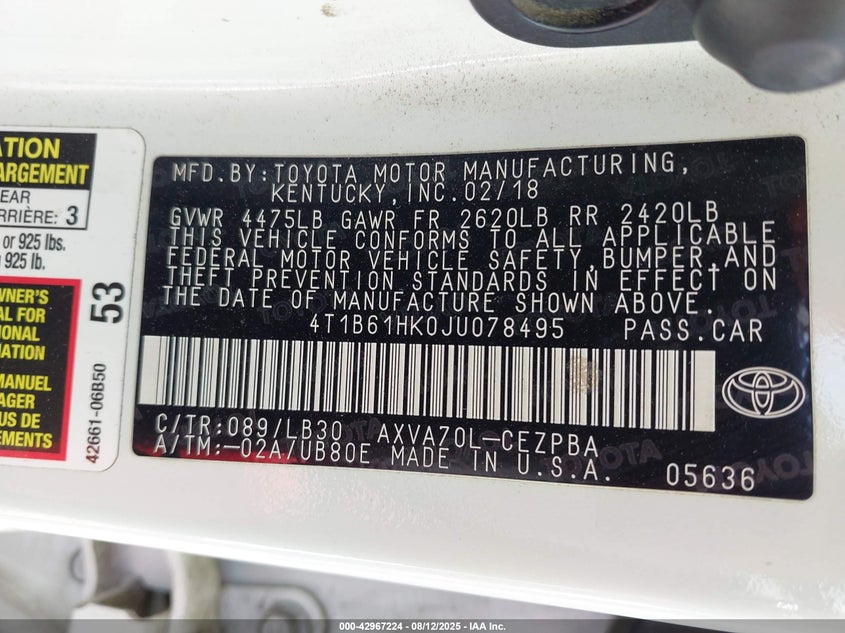 ATION
ARGEMENT
EAR
ARRIÈRE: 3
or 925 lbs.
925 lb.
WNER'S
AL FOR
IONAL
MATION
MANUEL
US DE
EMENTS
53
42661-06B50
MFD.BY:TOYOTA MOTOR MANUFACTURING,
KENTUCKY,INC.02/18
GVWR 4475LB GAWR FR 2620LB RR 2420LB
THIS VEHICLE CONFORMS TO ALL APPLICABLE
FEDERAL MOTOR VEHICLE SAFETY,BUMPER,AND
THEFT PREVENTION STANDARDS IN EFFECT ON
THE DATE OF MANUFACTURE SHOWN ABOVE.
4T1B61HK0JU078495 PASS.CAR
C/TR:089/LB30 AXVA70L-CEZPBA
A/TM:-02A7UB80E MADE IN U.S.A.
05636
000-42967224 - 08/12/2025 - IAA Inc.